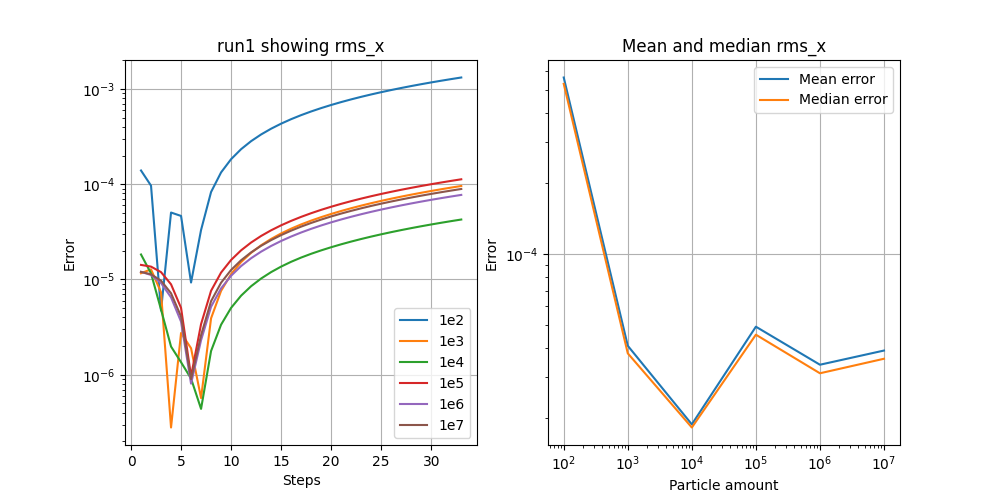 run1 showing rms_x
Error
10⁻³
10⁻⁴
10⁻⁵
10⁻⁶
0 5 10 15 20 25 30
Steps
1e2
1e3
1e4
1e5
1e6
1e7
Mean and median rms_x
Error
10⁻⁴
10² 10³ 10⁴ 10⁵ 10⁶ 10⁷
Particle amount
Mean error
Median error